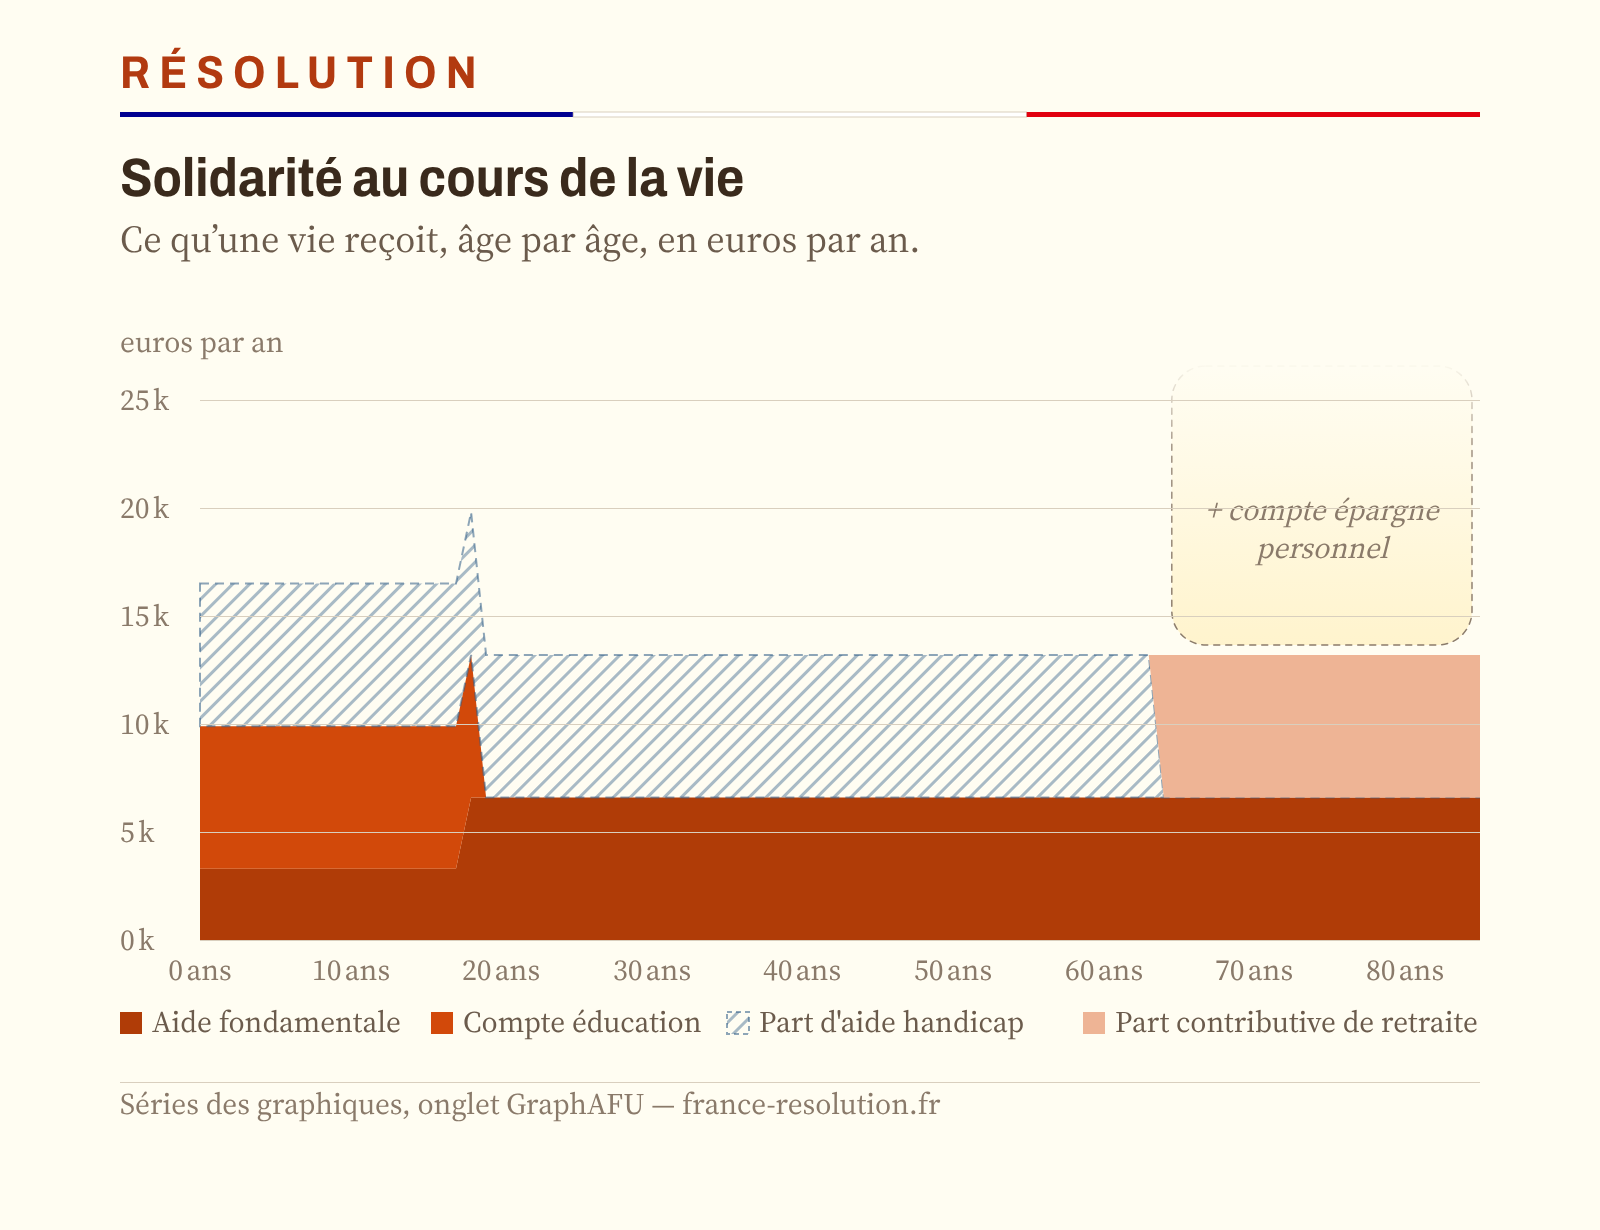 RÉSOLUTION
Solidarité au cours de la vie
Ce qu’une vie reçoit, âge par âge, en euros par an.
euros par an
25 k
20 k
15 k
10 k
5 k
0 k
+ compte épargne
personnel
0 ans 10 ans 20 ans 30 ans 40 ans 50 ans 60 ans 70 ans 80 ans
Aide fondamentale Compte éducation Part d'aide handicap Part contributive de retraite
Séries des graphiques, onglet GraphAFU — france-resolution.fr